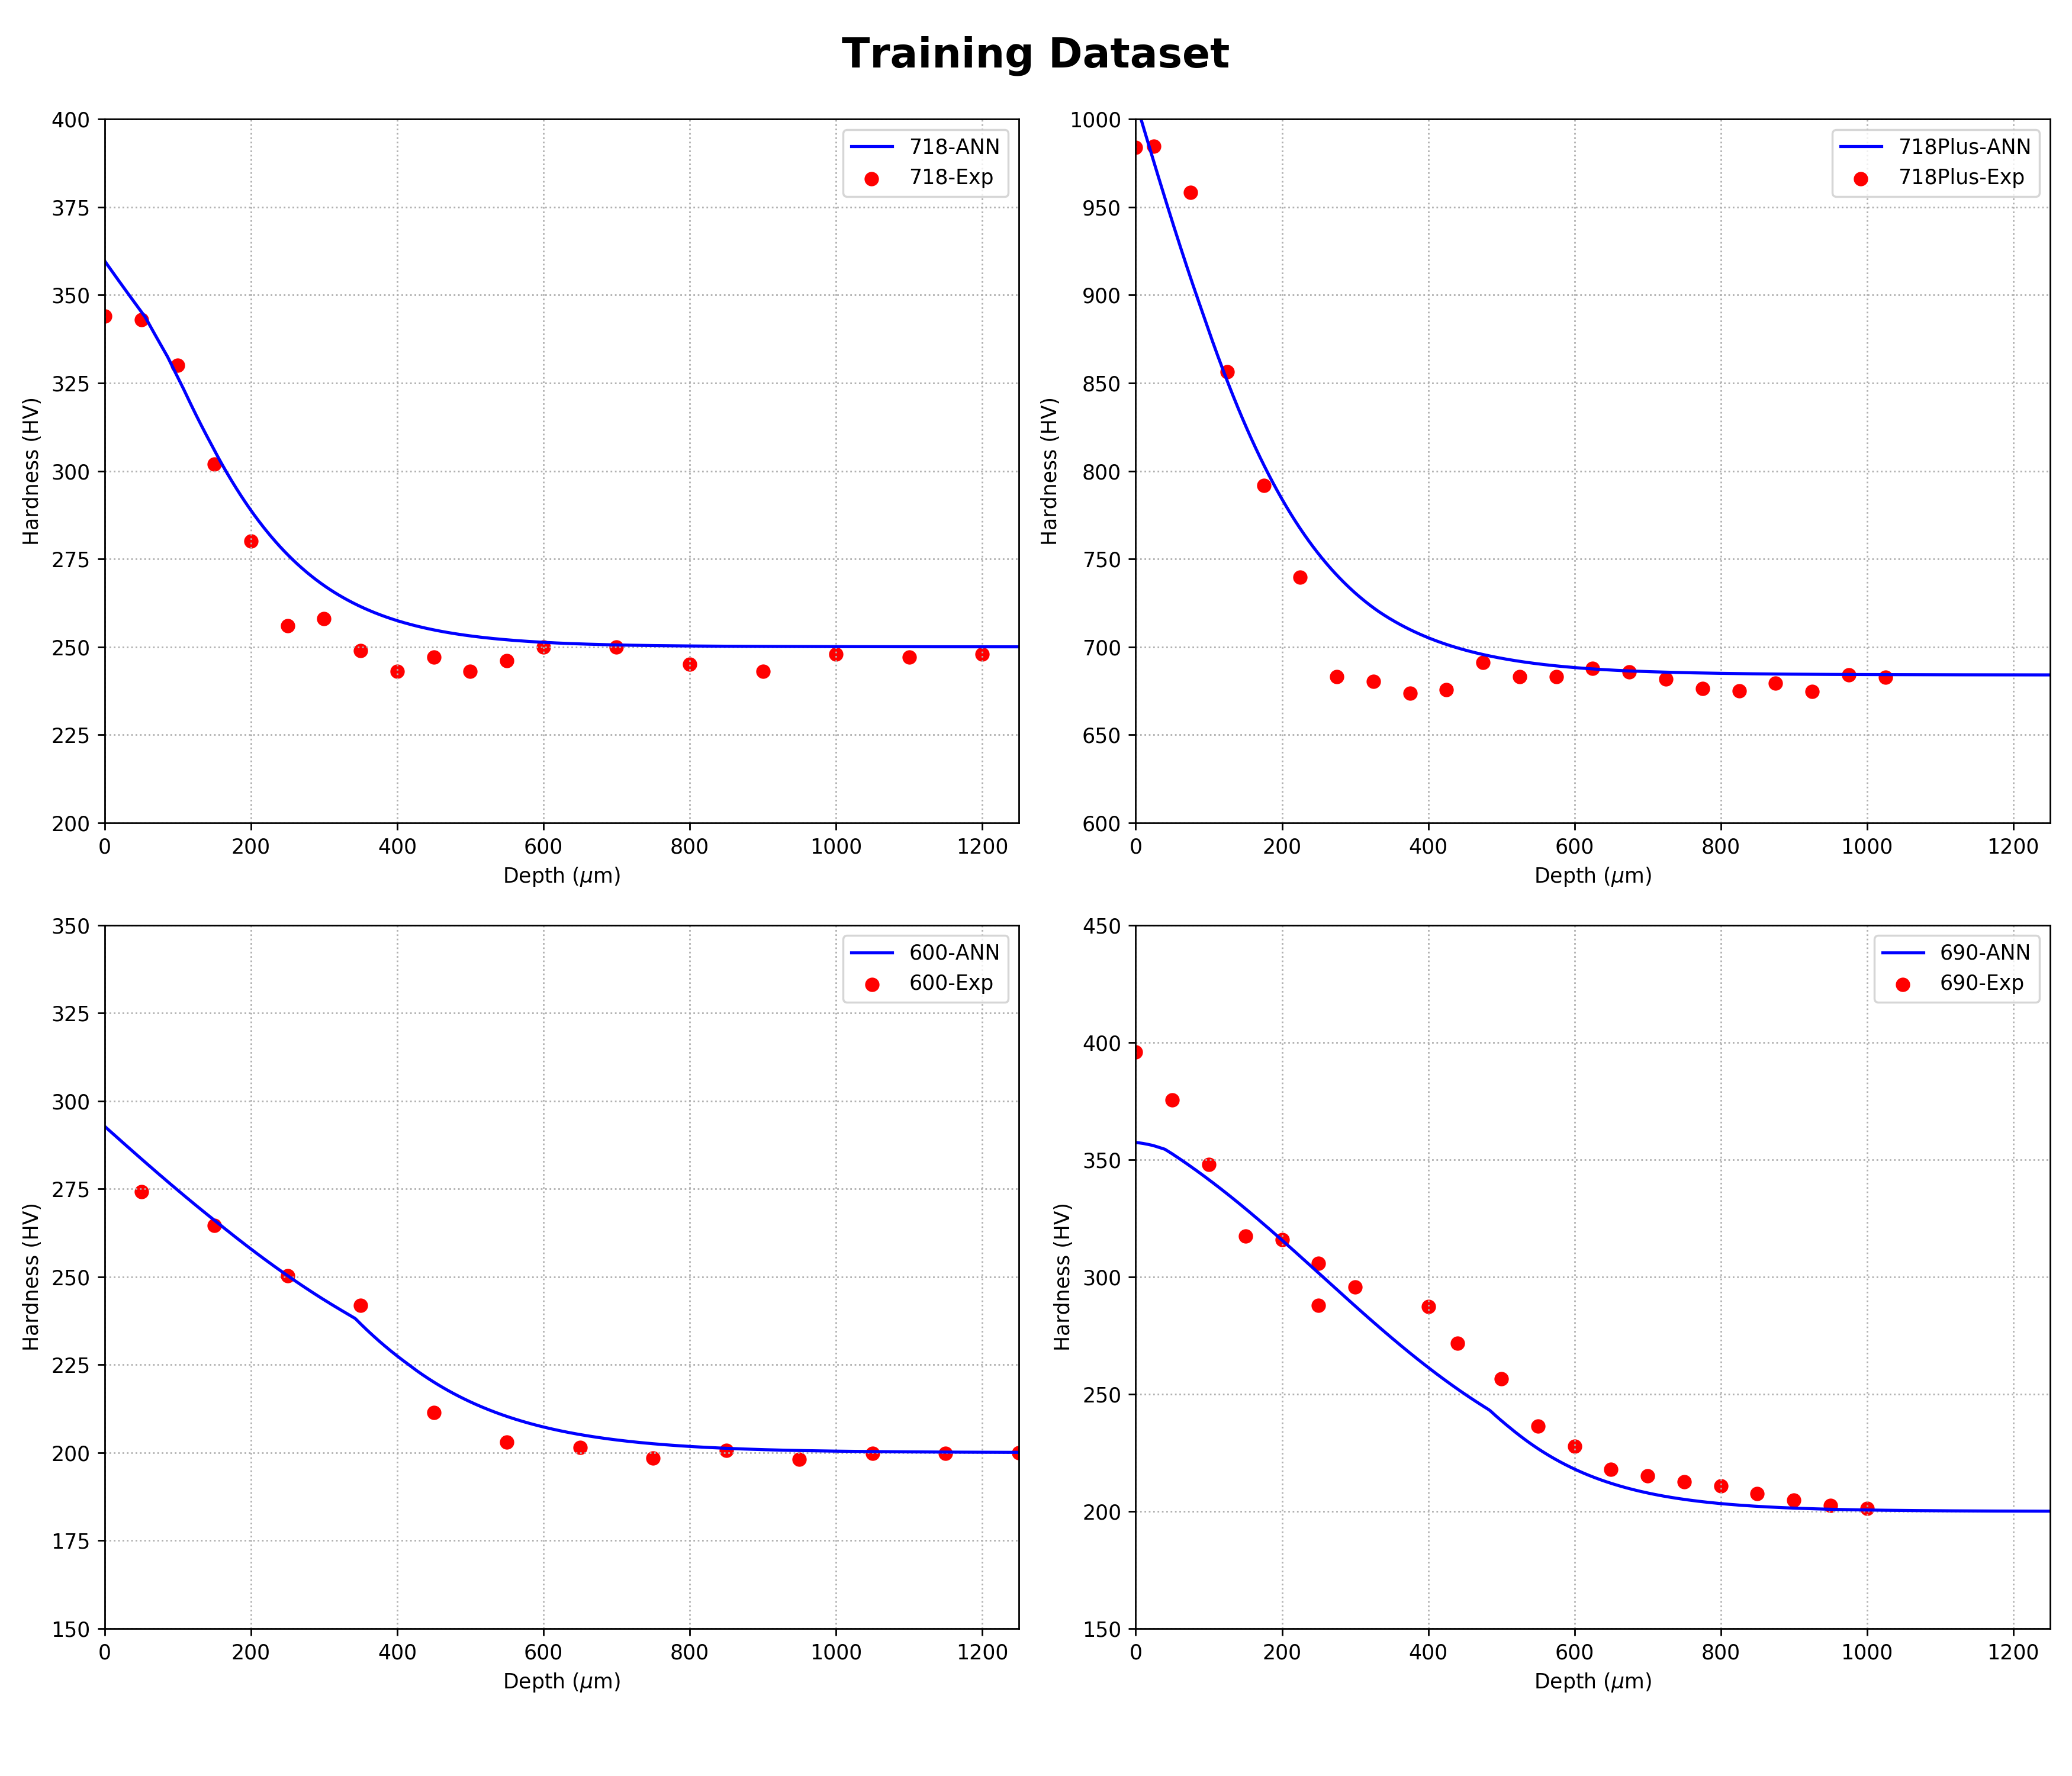 Training Dataset
400
375
350
325
300
275
250
225
200
Hardness (HV)
0 200 400 600 800 1000 1200
Depth (μm)
718-ANN
718-Exp
1000
950
900
850
800
750
700
650
600
Hardness (HV)
0 200 400 600 800 1000 1200
Depth (μm)
718Plus-ANN
718Plus-Exp
350
325
300
275
250
225
200
175
150
Hardness (HV)
0 200 400 600 800 1000 1200
Depth (μm)
600-ANN
600-Exp
450
400
350
300
250
200
150
Hardness (HV)
0 200 400 600 800 1000 1200
Depth (μm)
690-ANN
690-Exp